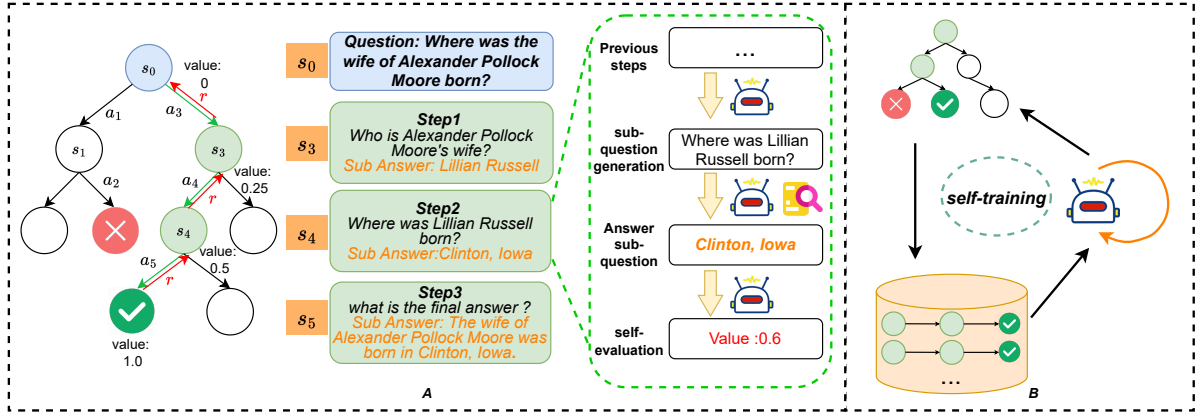 s0
value:
0
a1
r
a3
s1
s3
a2
a4
r
value:
0.25
s4
a5
r
value:
0.5
value:
1.0
s0
Question: Where was the
wife of Alexander Pollock
Moore born?
s3
Step1
Who is Alexander Pollock
Moore's wife?
Sub Answer: Lillian Russell
s4
Step2
Where was Lillian Russell
born?
Sub Answer:Clinton, Iowa
s5
Step3
what is the final answer ?
Sub Answer: The wife of
Alexander Pollock Moore was
born in Clinton, Iowa.
A
Previous
steps
...
sub-
question
generation
Where was Lillian
Russell born?
Answer
sub-
question
Clinton, Iowa
self-
evaluation
Value :0.6
self-training
...
B